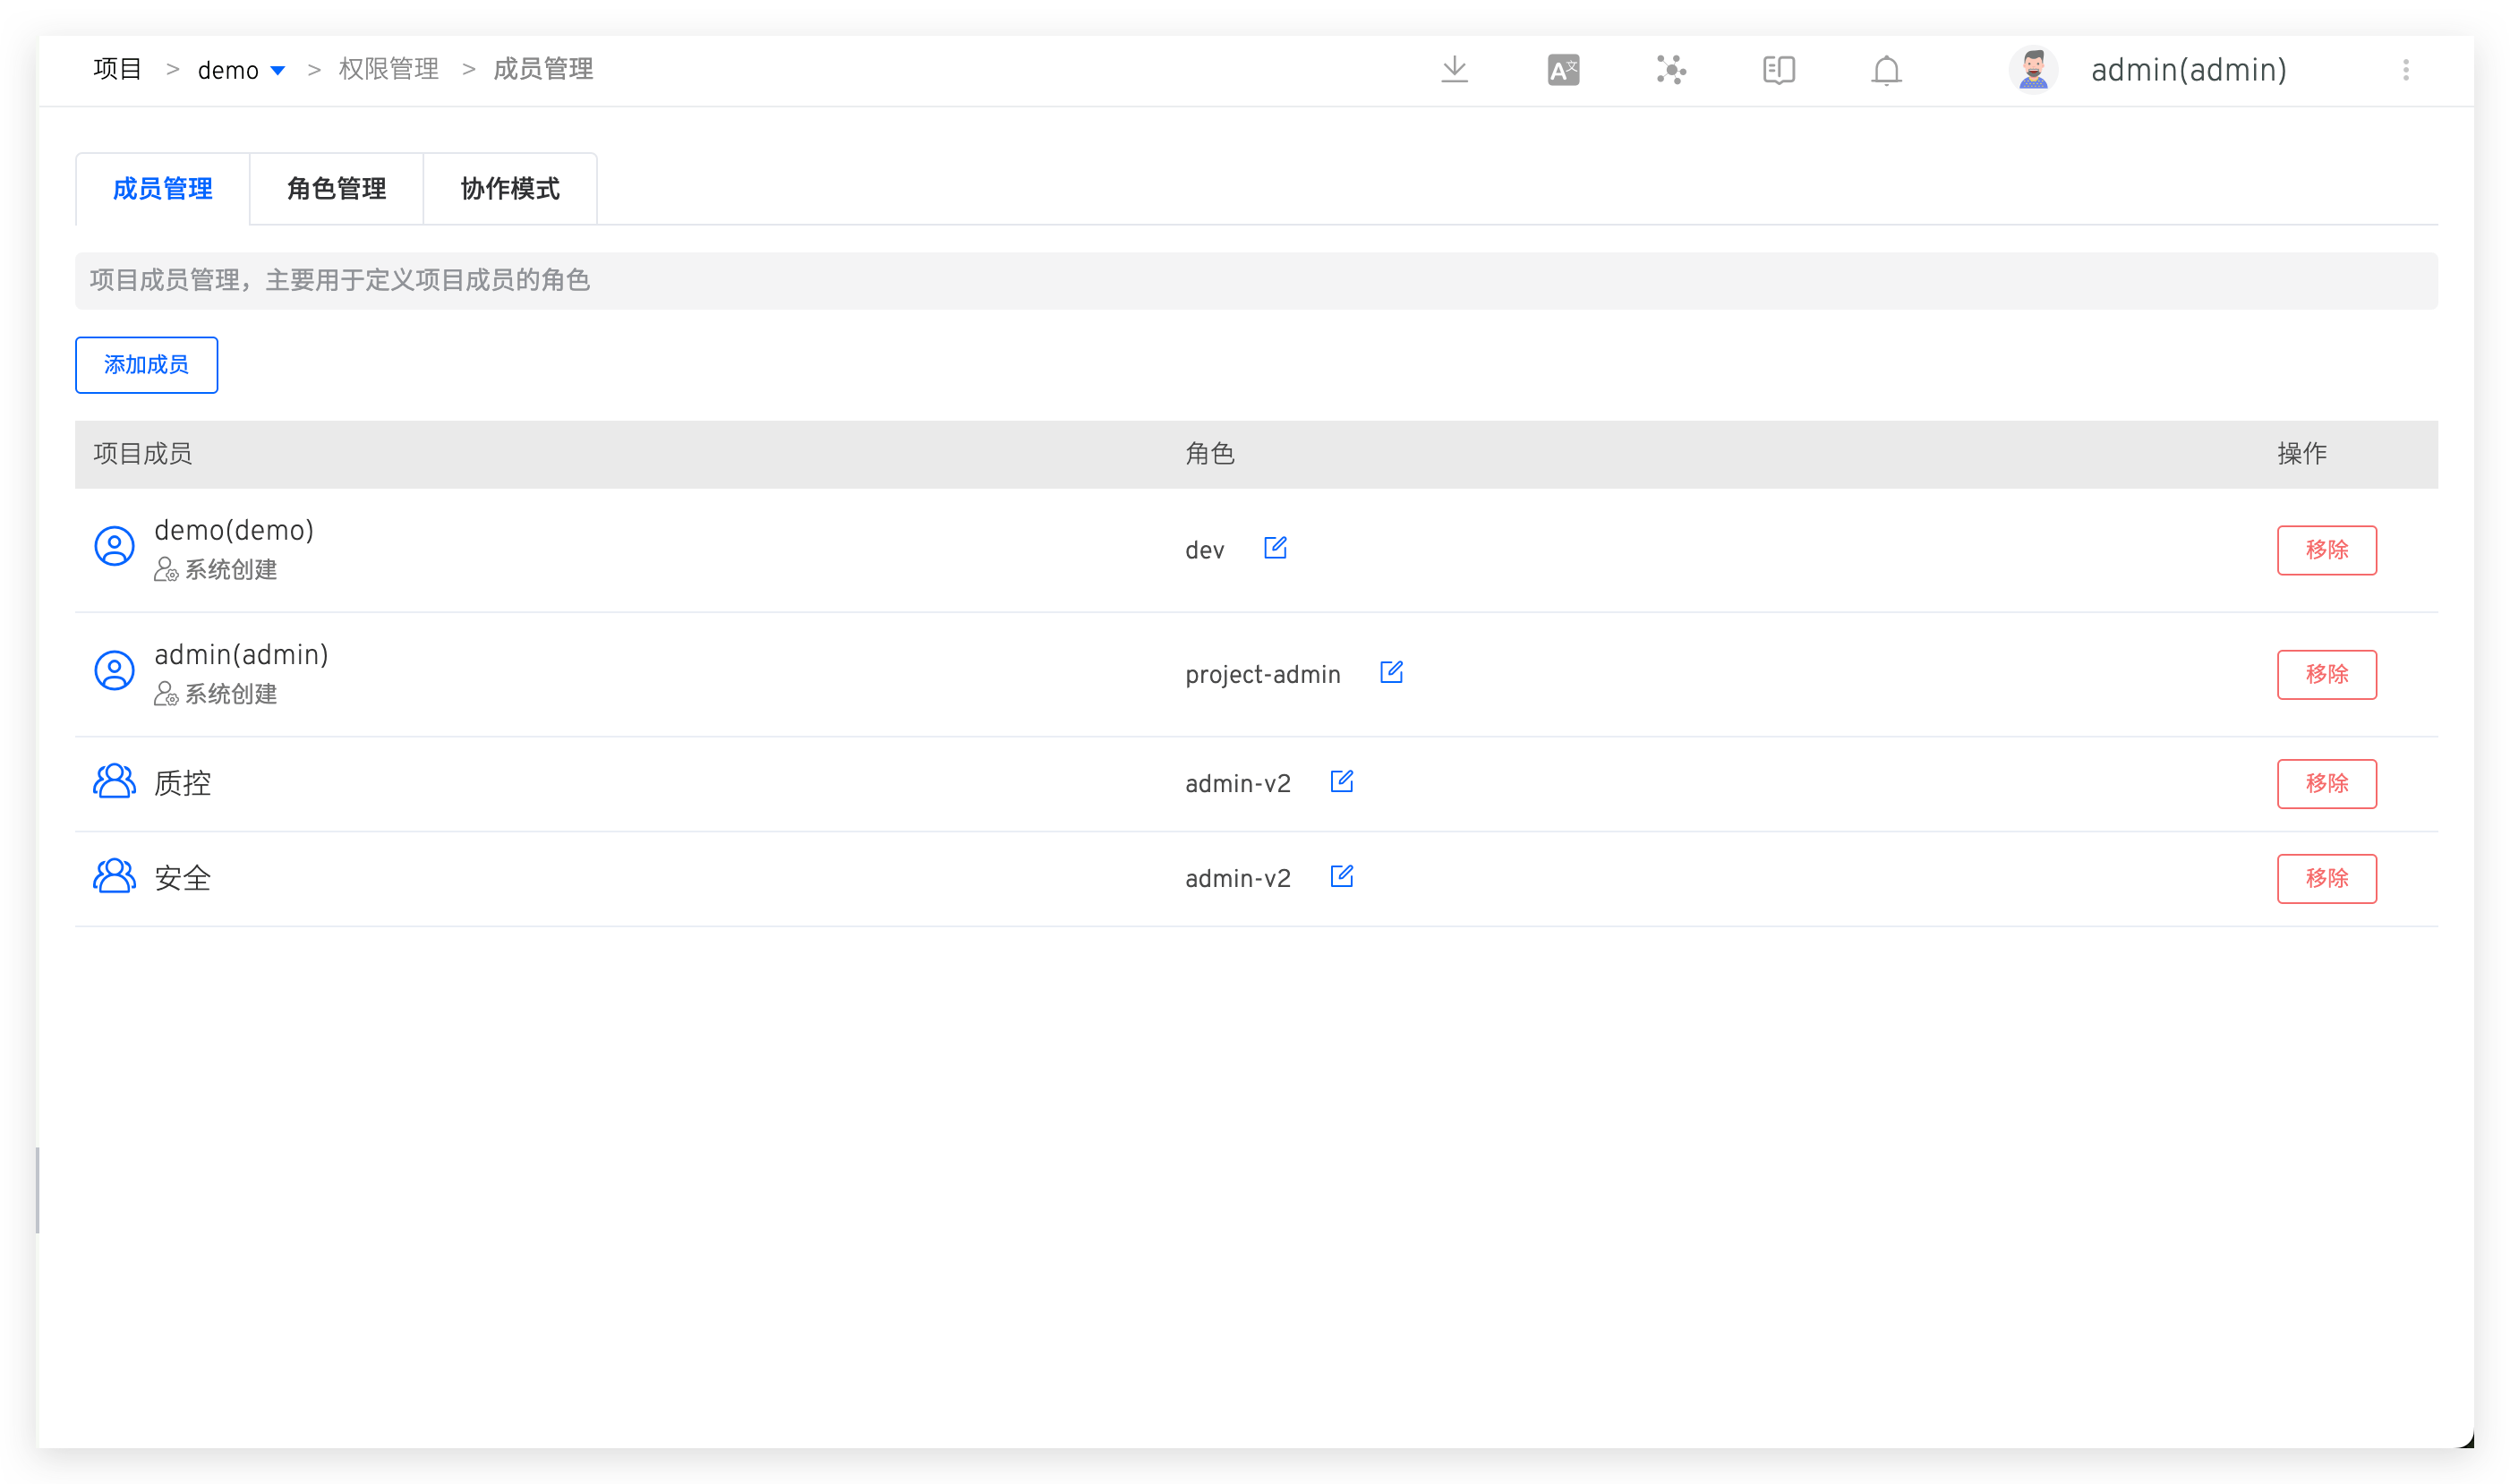 项目 > demo > 权限管理 > 成员管理 admin(admin)
成员管理 角色管理 协作模式
项目成员管理，主要用于定义项目成员的角色
添加成员
项目成员 角色 操作
demo(demo)
系统创建
dev 移除
admin(admin)
系统创建
project-admin 移除
质控 admin-v2 移除
安全 admin-v2 移除